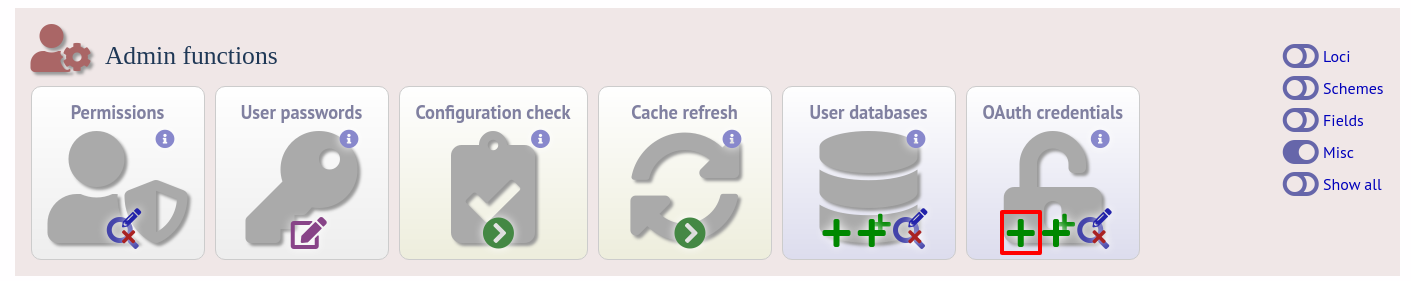 Admin functions
Permissions
User passwords
Configuration check
Cache refresh
User databases
OAuth credentials
Loci
Schemes
Fields
Misc
Show all